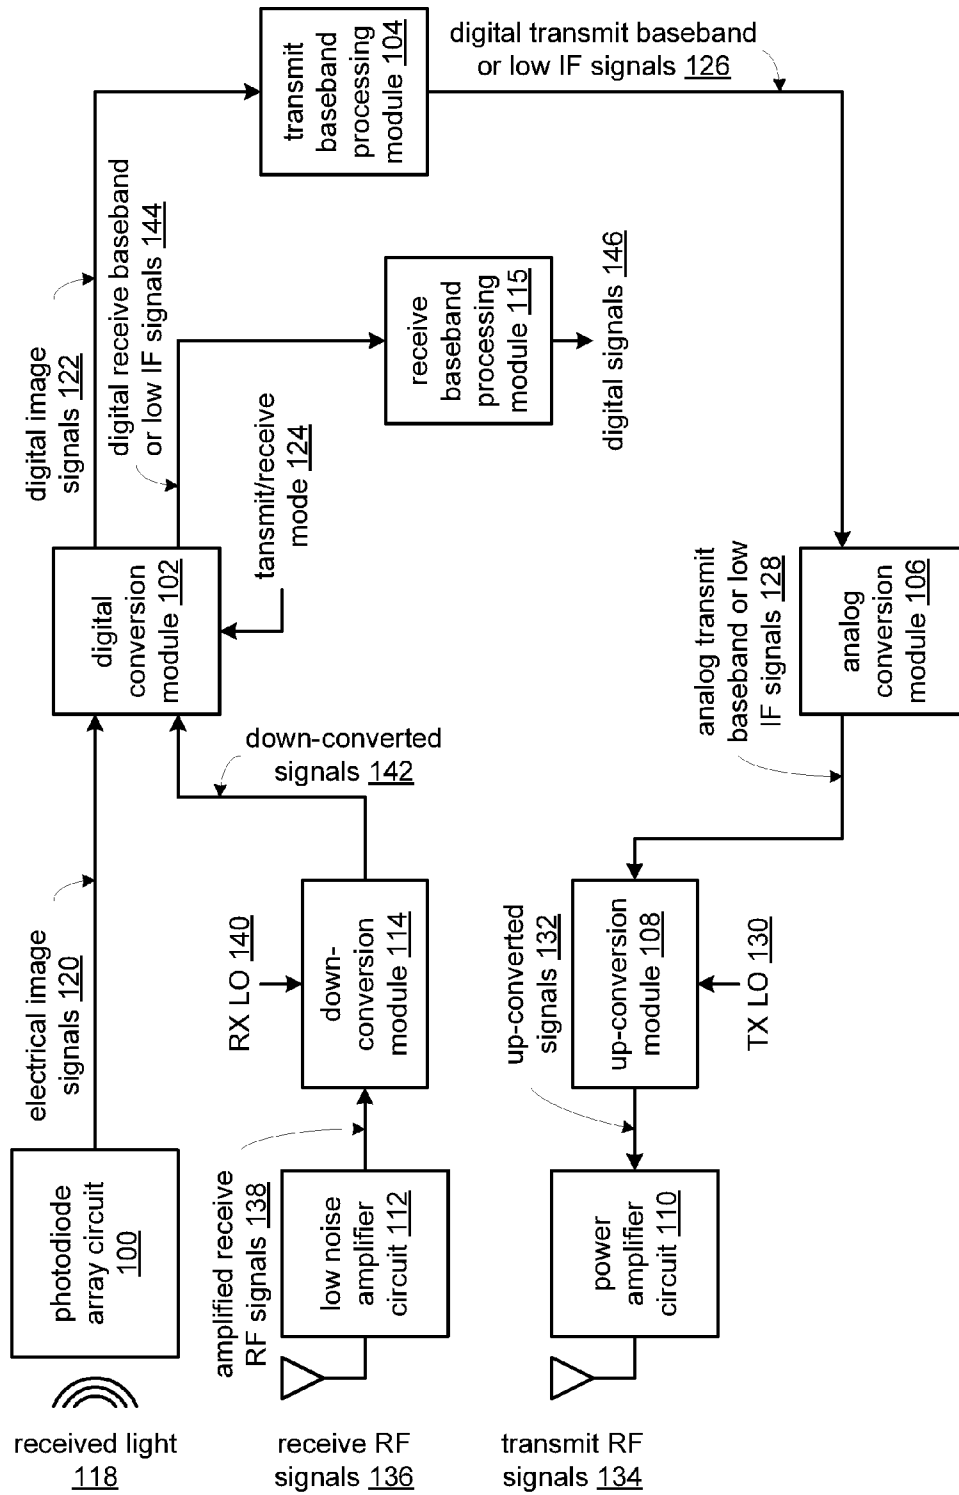 received light
118
photodiode
array circuit
100
electrical image
signals 120
digital
conversion
module 102
digital image
signals 122
digital receive baseband
or low IF signals 144
tansmit/receive
mode 124
transmit
baseband
processing
module 104
digital transmit baseband
or low IF signals 126
receive
baseband
processing
module 115
digital signals 146
receive RF
signals 136
low noise
amplifier
circuit 112
amplified receive
RF signals 138
RX LO 140
down-
conversion
module 114
down-converted
signals 142
transmit RF
signals 134
power
amplifier
circuit 110
up-converted
signals 132
up-conversion
module 108
TX LO 130
analog transmit
baseband or low
IF signals 128
analog
conversion
module 106